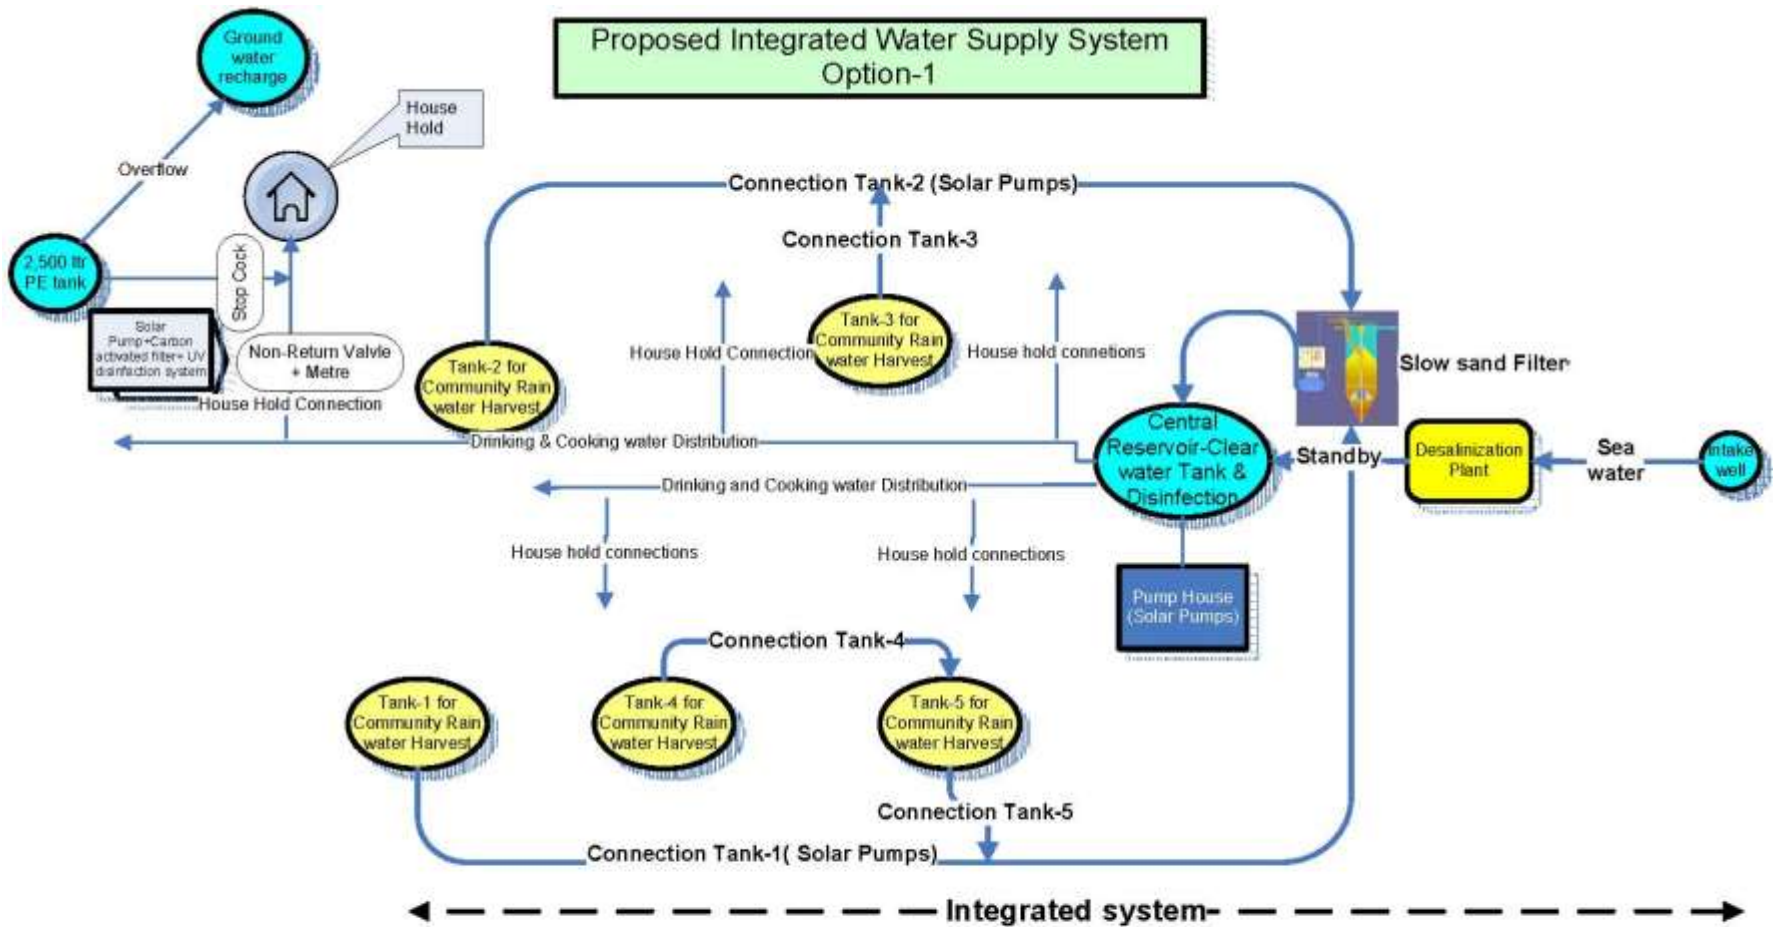 Proposed Integrated Water Supply System
Option-1
Ground
water
recharge
House
Hold
Overflow
2,500 ltr
PE tank
Stop Cock
Solar
Pump+Carbon
activated filter+ UV
disinfection system
Non-Return Valvle
+ Metre
House Hold Connection
Connection Tank-2 (Solar Pumps)
Connection Tank-3
Tank-2 for
Community Rain
water Harvest
House Hold Connection
Tank-3 for
Community Rain
water Harvest
House hold connetions
Slow sand Filter
Drinking & Cooking water Distribution
Central
Reservoir-Clear
water Tank &
Disinfection
Standby
Desalinization
Plant
Sea
water
Intake
well
Drinking and Cooking water Distribution
House hold connections
House hold connections
Pump House
(Solar Pumps)
Connection Tank-4
Tank-1 for
Community Rain
water Harvest
Tank-4 for
Community Rain
water Harvest
Tank-5 for
Community Rain
water Harvest
Connection Tank-5
Connection Tank-1( Solar Pumps)
Integrated system